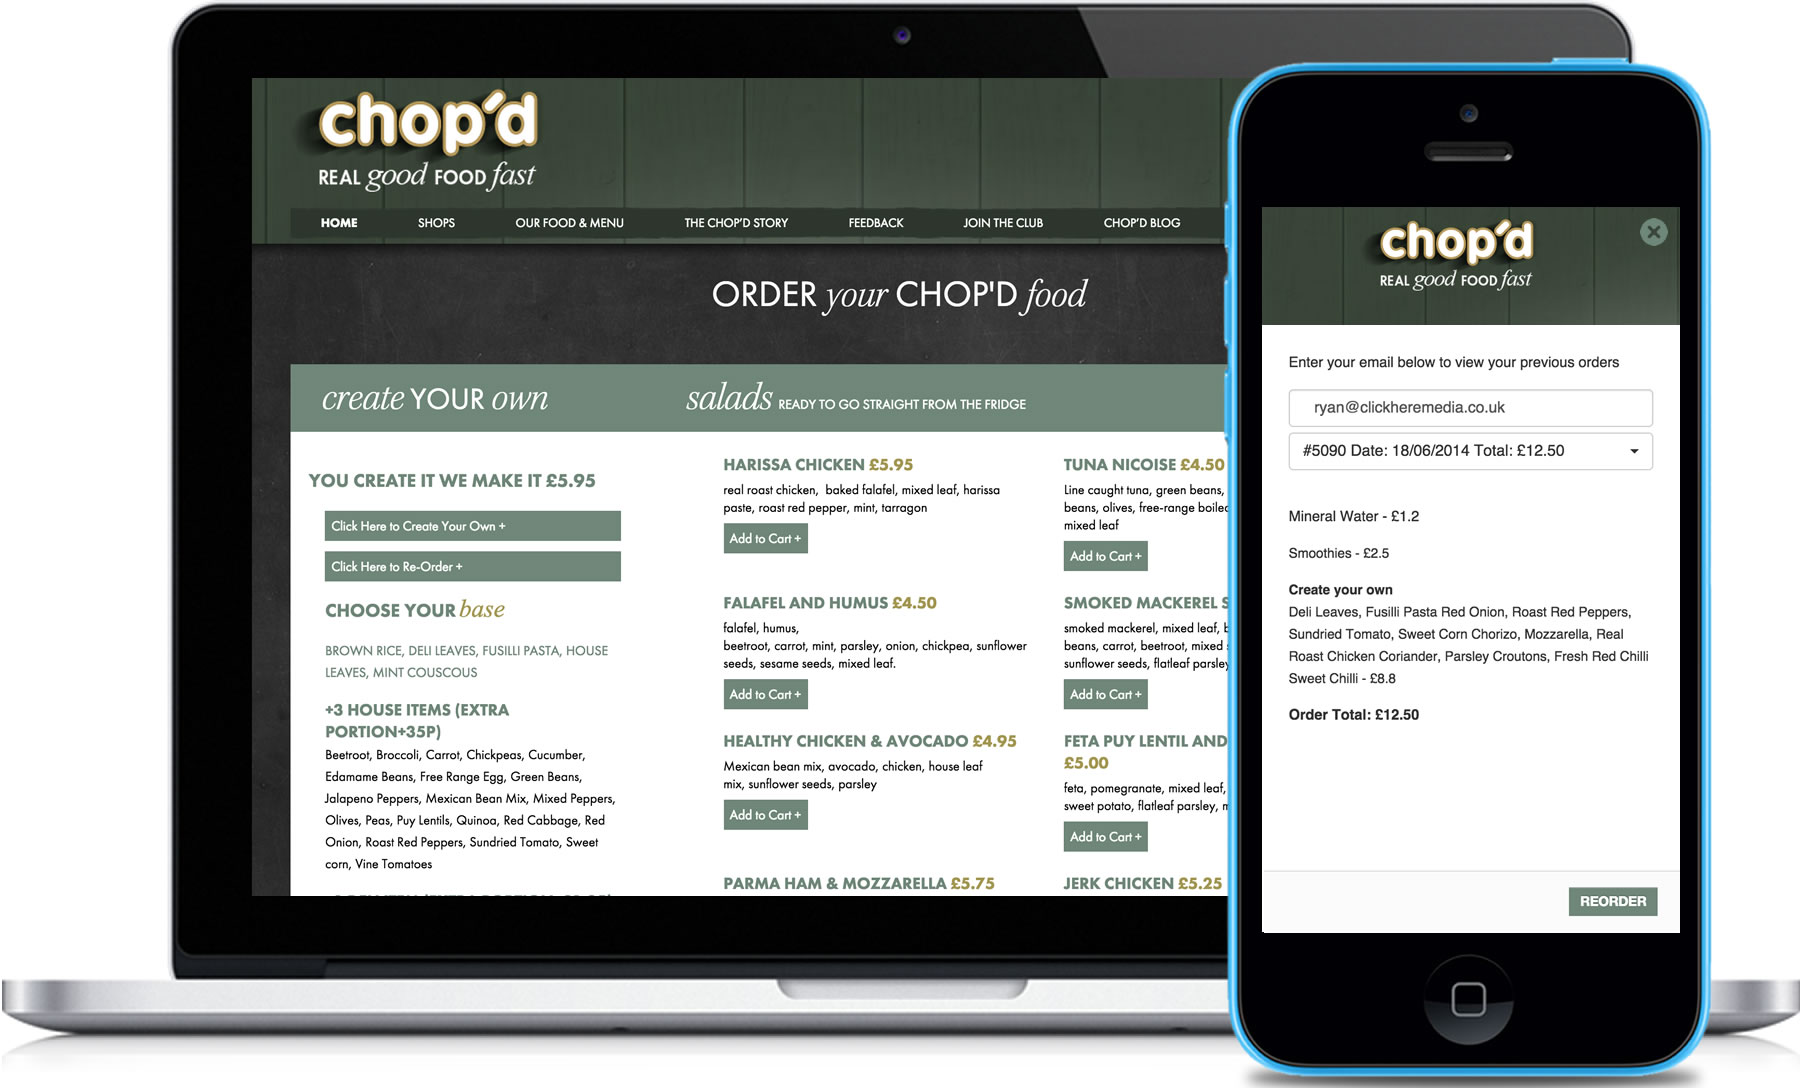 chop'd
REAL good FOOD fast
HOME SHOPS OUR FOOD & MENU THE CHOP'D STORY FEEDBACK JOIN THE CLUB CHOP'D BLOG
ORDER your CHOP'D food
create YOUR own
salads READY TO GO STRAIGHT FROM THE FRIDGE
YOU CREATE IT WE MAKE IT £5.95
Click Here to Create Your Own +
Click Here to Re-Order +
CHOOSE YOUR base
BROWN RICE, DELI LEAVES, FUSILLI PASTA, HOUSE
LEAVES, MINT COUSCOUS
+3 HOUSE ITEMS (EXTRA
PORTION+35P)
Beetroot, Broccoli, Carrot, Chickpeas, Cucumber,
Edamame Beans, Free Range Egg, Green Beans,
Jalapeno Peppers, Mexican Bean Mix, Mixed Peppers,
Olives, Peas, Puy Lentils, Quinoa, Red Cabbage, Red
Onion, Roast Red Peppers, Sundried Tomato, Sweet
corn, Vine Tomatoes
HARISSA CHICKEN £5.95
real roast chicken, baked falafel, mixed leaf, harissa
paste, roast red pepper, mint, tarragon
Add to Cart +
FALAFEL AND HUMUS £4.50
falafel, humus,
beetroot, carrot, mint, parsley, onion, chickpea, sunflower
seeds, sesame seeds, mixed leaf.
Add to Cart +
HEALTHY CHICKEN & AVOCADO £4.95
Mexican bean mix, avocado, chicken, house leaf
mix, sunflower seeds, parsley
Add to Cart +
PARMA HAM & MOZZARELLA £5.75
TUNA NICOISE £4.50
Line caught tuna, green beans,
beans, olives, free-range
mixed leaf
Add to Cart +
SMOKED MACKEREL
smoked mackerel, mixed leaf,
beans, carrot, beetroot, mixed
sunflower seeds, flatleaf parsley
Add to Cart +
FETA PUY LENTIL AND
£5.00
feta, pomegranate, mixed leaf,
sweet potato, flatleaf parsley,
Add to Cart +
JERK CHICKEN £5.25
chop'd
REAL good FOOD fast
Enter your email below to view your previous orders
ryan@clickheremedia.co.uk
#5090 Date: 18/06/2014 Total: £12.50
Mineral Water - £1.2
Smoothies - £2.5
Create your own
Deli Leaves, Fusilli Pasta Red Onion, Roast Red Peppers,
Sundried Tomato, Sweet Corn Chorizo, Mozzarella, Real
Roast Chicken Coriander, Parsley Croutons, Fresh Red Chilli
Sweet Chilli - £8.8
Order Total: £12.50
REORDER